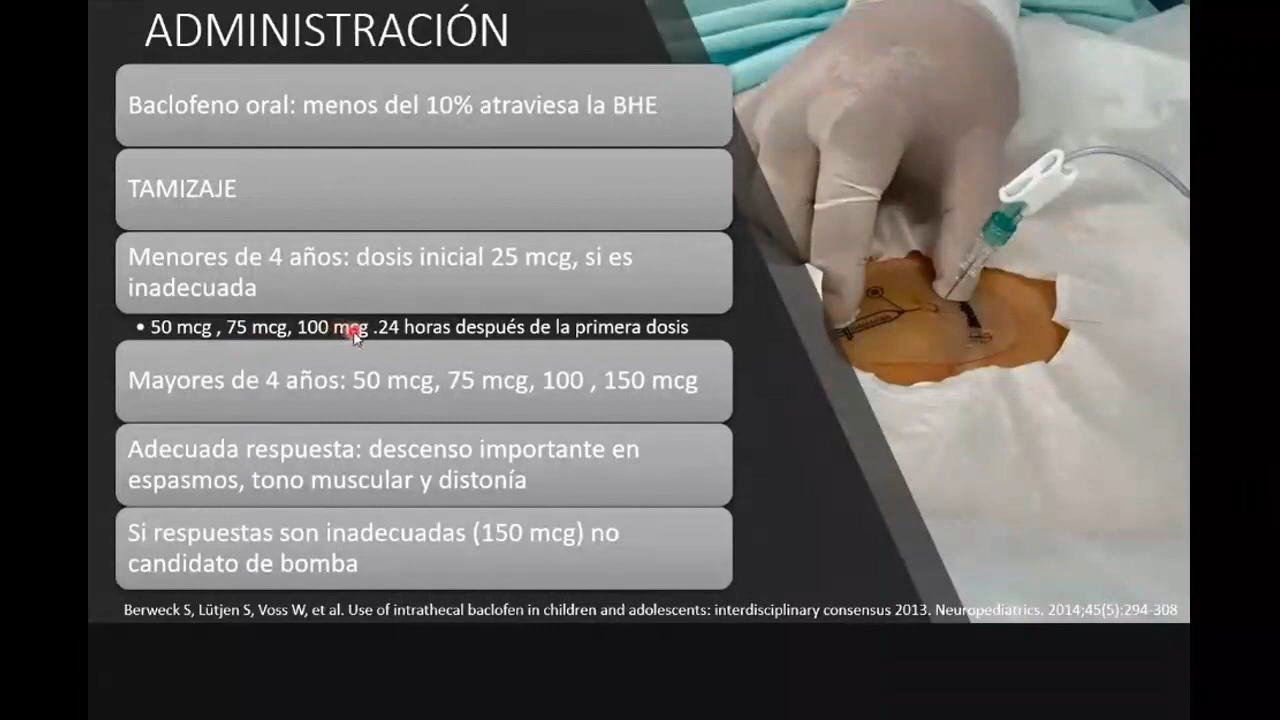 ADMINISTRACIÓN
Baclofeno oral: menos del 10% atraviesa la BHE
TAMIZAJE
Menores de 4 años: dosis inicial 25 mcg, si es
inadecuada
• 50 mcg , 75 mcg, 100 mcg .24 horas después de la primera dosis
Mayores de 4 años: 50 mcg, 75 mcg, 100 , 150 mcg
Adecuada respuesta: descenso importante en
espasmos, tono muscular y distonía
Si respuestas son inadecuadas (150 mcg) no
candidato de bomba
Berweck S, Lütjen S, Voss W, et al. Use of intrathecal baclofen in children and adolescents: interdisciplinary consensus 2013. Neuropediatrics. 2014;45(5):294-308